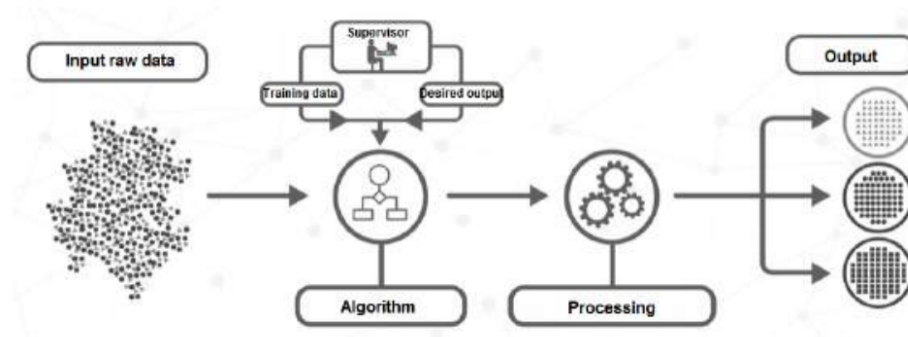 Supervisor
Input raw data
Output
Training data
Desired output
Algorithm
Processing